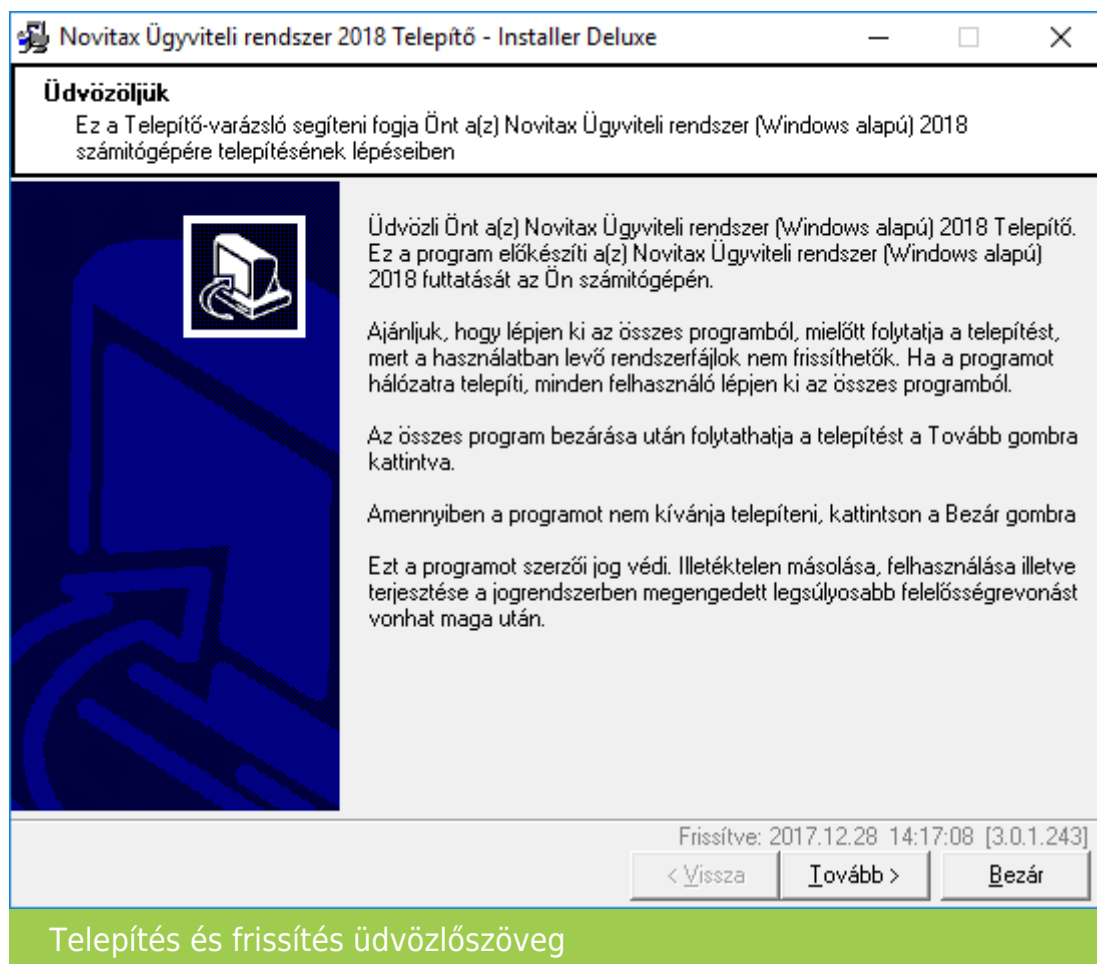 Novitax Ügyviteli rendszer 2018 Telepítő - Installer Deluxe
Üdvözöljük
Ez a Telepítő-varázsló segíteni fogja Önt a(z) Novitax Ügyviteli rendszer (Windows alapú) 2018
számitógépére telepítésének lépéseiben
Üdvözli Önt a(z) Novitax Ügyviteli rendszer (Windows alapú) 2018 Telepítő.
Ez a program előkészíti a(z) Novitax Ügyviteli rendszer (Windows alapú)
2018 futtatását az Ön számitógépén.
Ajánljuk, hogy lépjen ki az összes programból, mielőtt folytatja a telepítést,
mert a használatban levő rendszerfájlok nem frissíthetők. Ha a programot
hálózatra telepíti, minden felhasználó lépjen ki az összes programból.
Az összes program bezárása után folytathatja a telepítést a Tovább gombra
kattintva.
Amennyiben a programot nem kívánja telepíteni, kattintson a Bezár gombra
Ezt a programot szerzői jog védi. Illetéktelen másolása, felhasználása illetve
terjesztése a jogrendszerben megengedett legsúlyosabb felelősségrevonást
vonhat maga után.
Frissítve: 2017.12.28 14:17:08 [3.0.1.243]
< Vissza Tovább > Bezár
Telepítés és frissítés üdvözlőszöveg